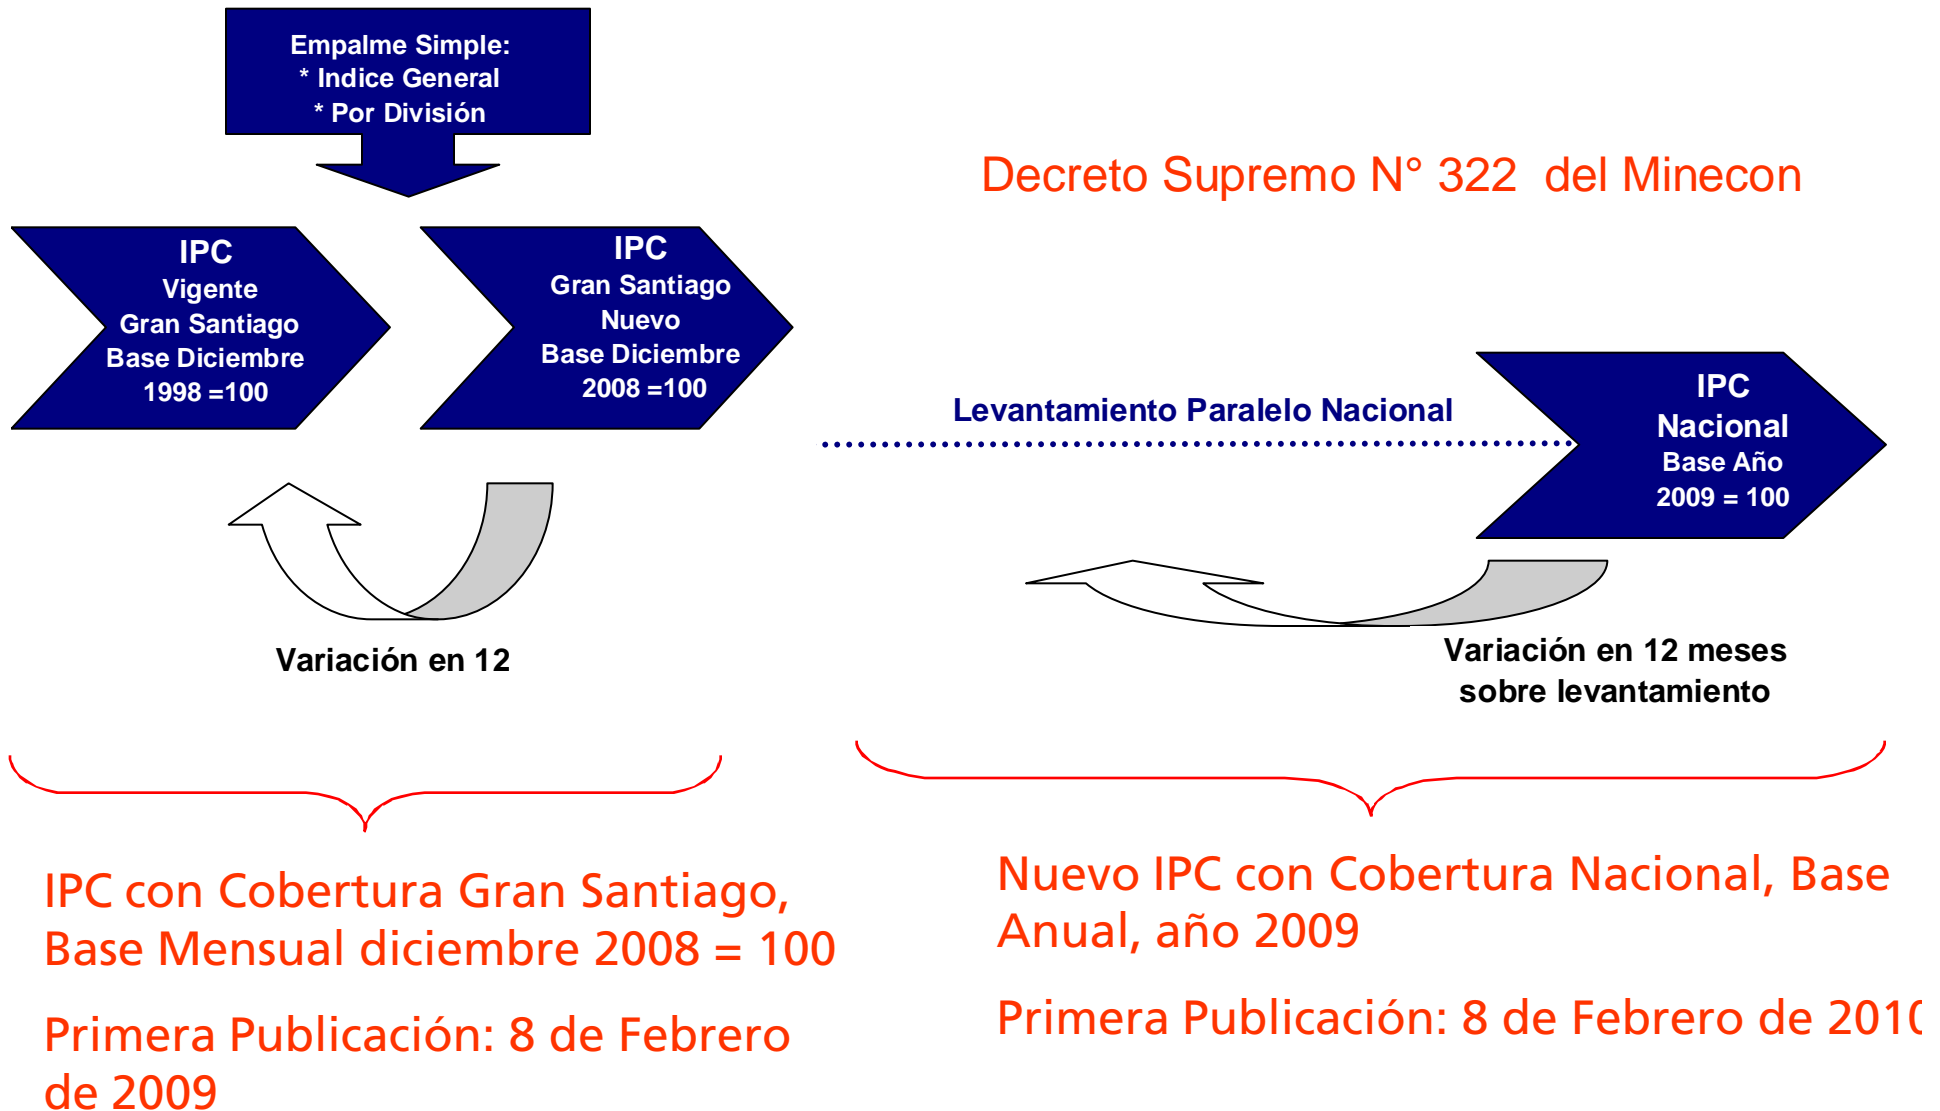 Empalme Simple:
* Indice General
* Por División
Decreto Supremo N° 322 del Minecon
IPC
Vigente
Gran Santiago
Base Diciembre
1998 =100
IPC
Gran Santiago
Nuevo
Base Diciembre
2008 =100
Levantamiento Paralelo Nacional
IPC
Nacional
Base Año
2009 = 100
Variación en 12
Variación en 12 meses
sobre levantamiento
IPC con Cobertura Gran Santiago,
Base Mensual diciembre 2008 = 100
Primera Publicación: 8 de Febrero
de 2009
Nuevo IPC con Cobertura Nacional, Base
Anual, año 2009
Primera Publicación: 8 de Febrero de 2010